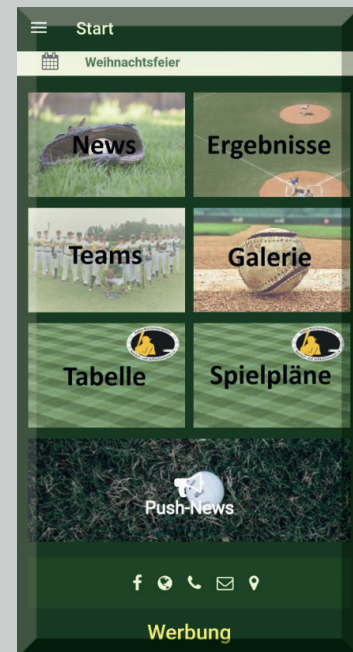 Start
Weihnachtsfeier
News
Ergebnisse
Teams
Galerie
Tabelle
Spielpläne
Push-News
Werbung